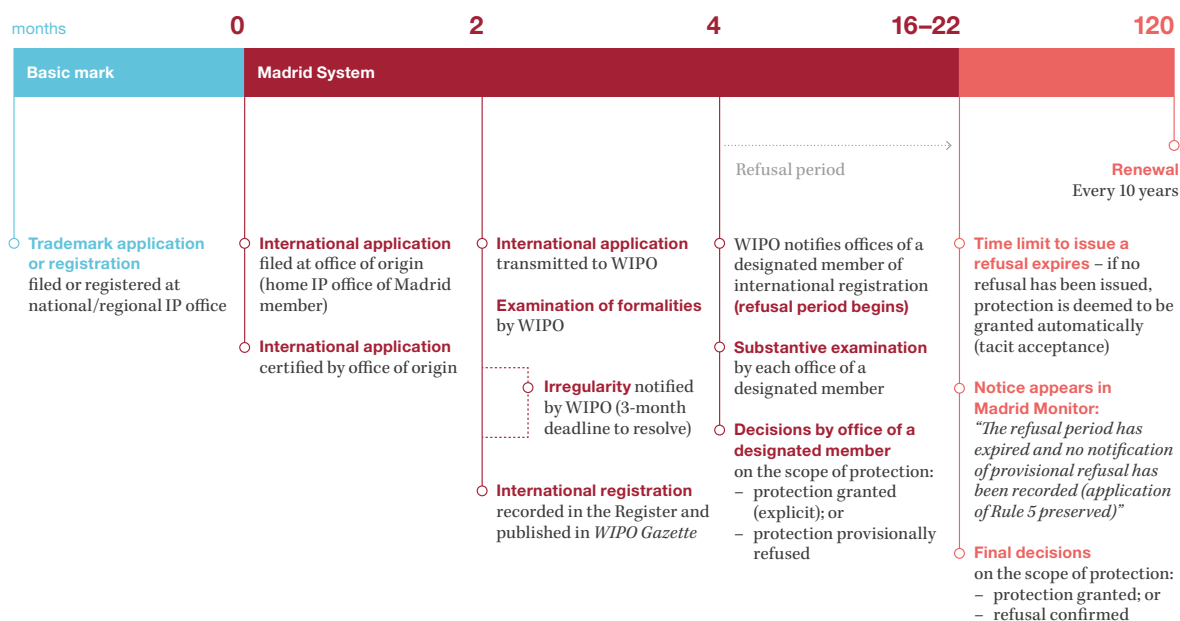 months
0
2
4
16–22
120
Basic mark
Madrid System
Refusal period
Renewal
Every 10 years
Trademark application
or registration
filed or registered at
national/regional IP office
International application
filed at office of origin
(home IP office of Madrid
member)
International application
certified by office of origin
International application
transmitted to WIPO
Examination of formalities
by WIPO
Irregularity notified
by WIPO (3-month
deadline to resolve)
International registration
recorded in the Register and
published in WIPO Gazette
WIPO notifies offices of a
designated member of
international registration
(refusal period begins)
Substantive examination
by each office of a
designated member
Decisions by office of a
designated member
on the scope of protection:
– protection granted
(explicit); or
– protection provisionally
refused
Time limit to issue a
refusal expires – if no
refusal has been issued,
protection is deemed to be
granted automatically
(tacit acceptance)
Notice appears in
Madrid Monitor:
“The refusal period has
expired and no notification
of provisional refusal has
been recorded (application
of Rule 5 preserved)”
Final decisions
on the scope of protection:
– protection granted; or
– refusal confirmed